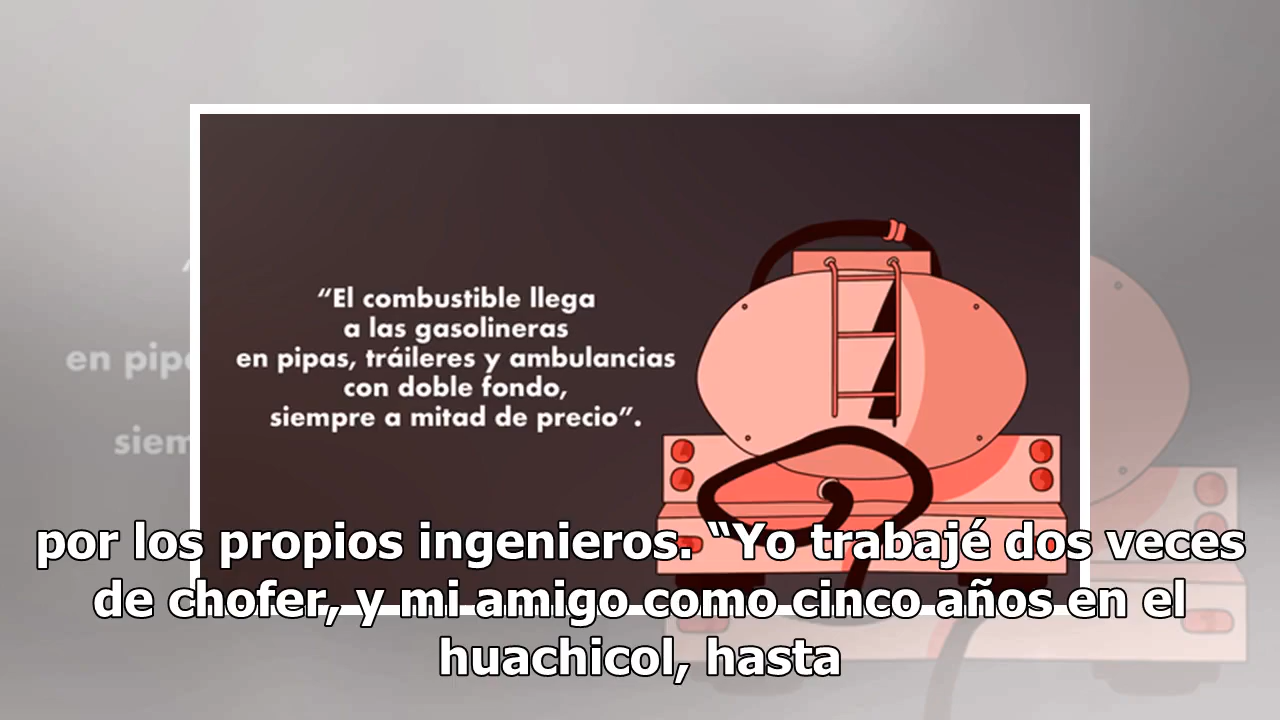 “El combustible llega
a las gasolineras
en pipas, tráileres y ambulancias
con doble fondo,
siempre a mitad de precio”.
por los propios ingenieros. “Yo trabajé dos veces
de chofer, y mi amigo como cinco años en el
huachicol, hasta